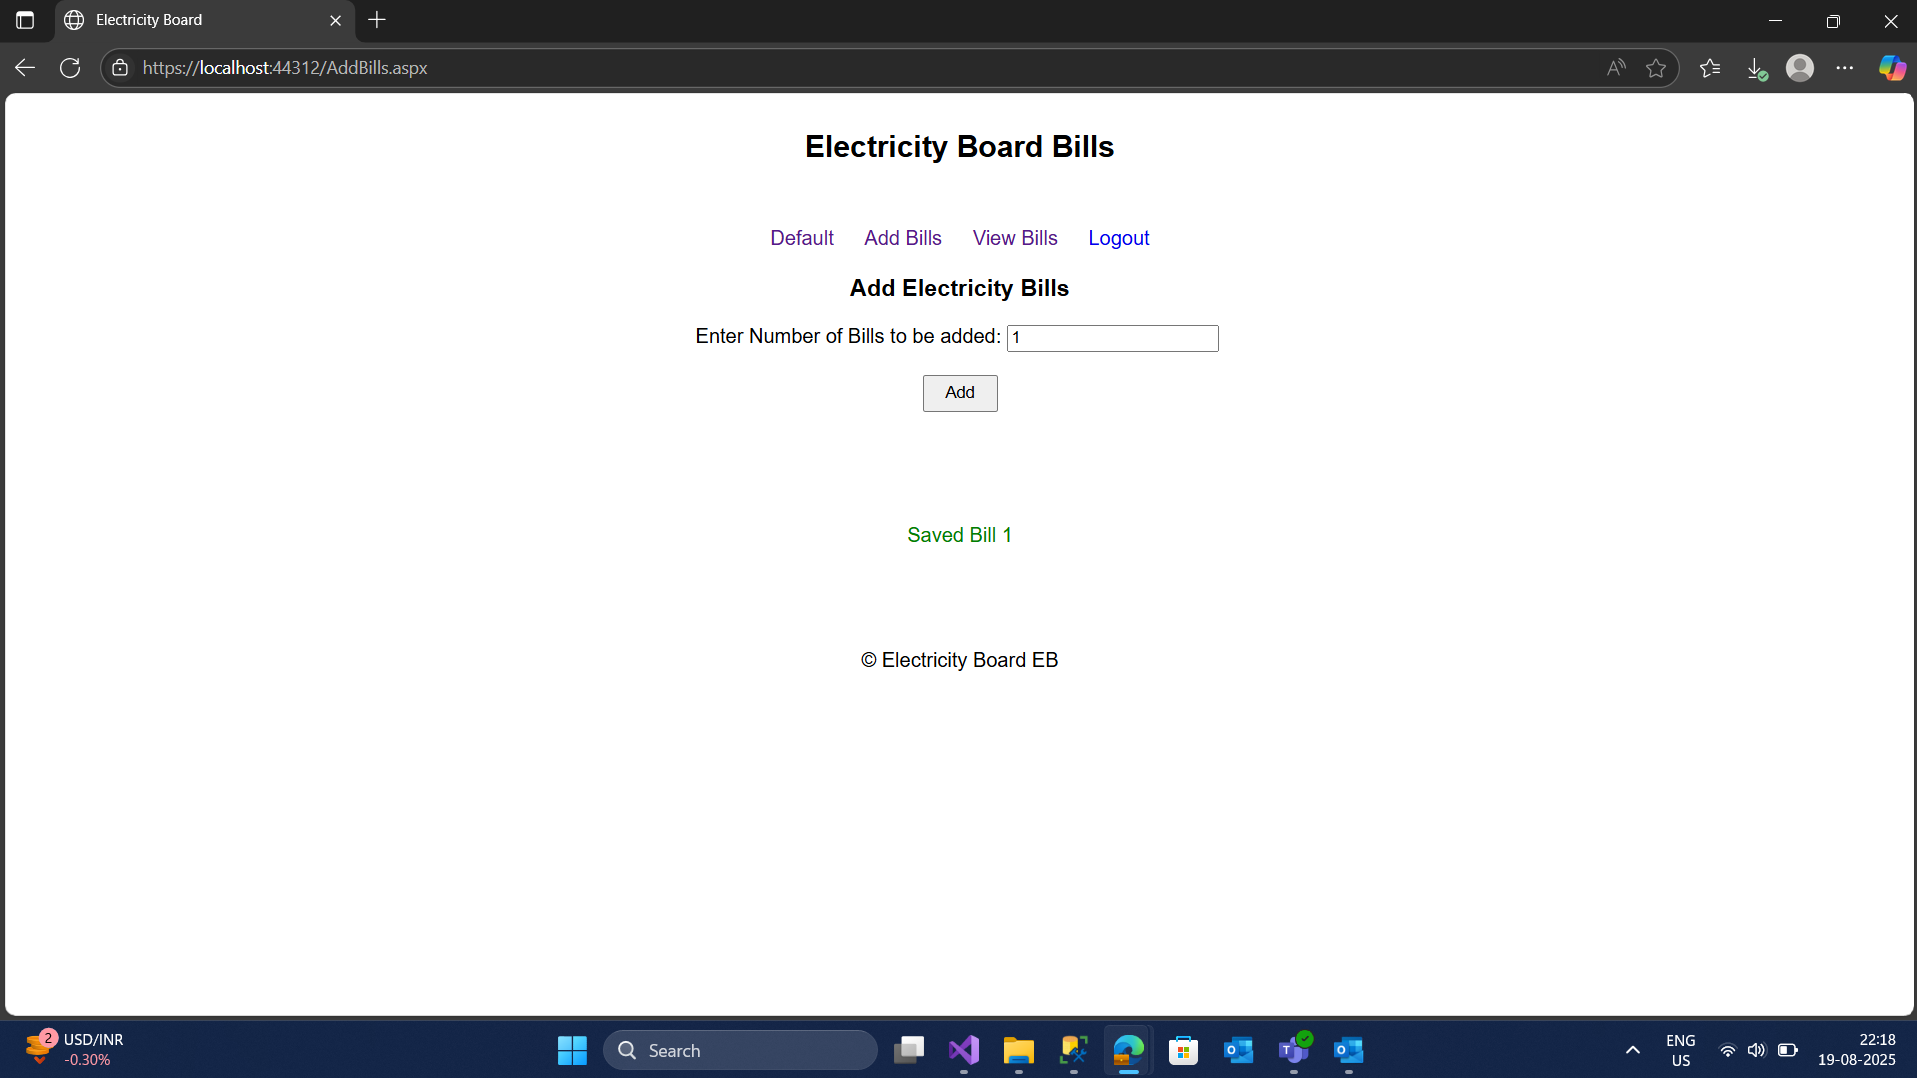 Electricity Board
https://localhost:44312/AddBills.aspx
Electricity Board Bills
Default Add Bills View Bills Logout
Add Electricity Bills
Enter Number of Bills to be added: 1
Add
Saved Bill 1
© Electricity Board EB
2 USD/INR
-0.30%
Search
ENG
US
22:18
19-08-2025